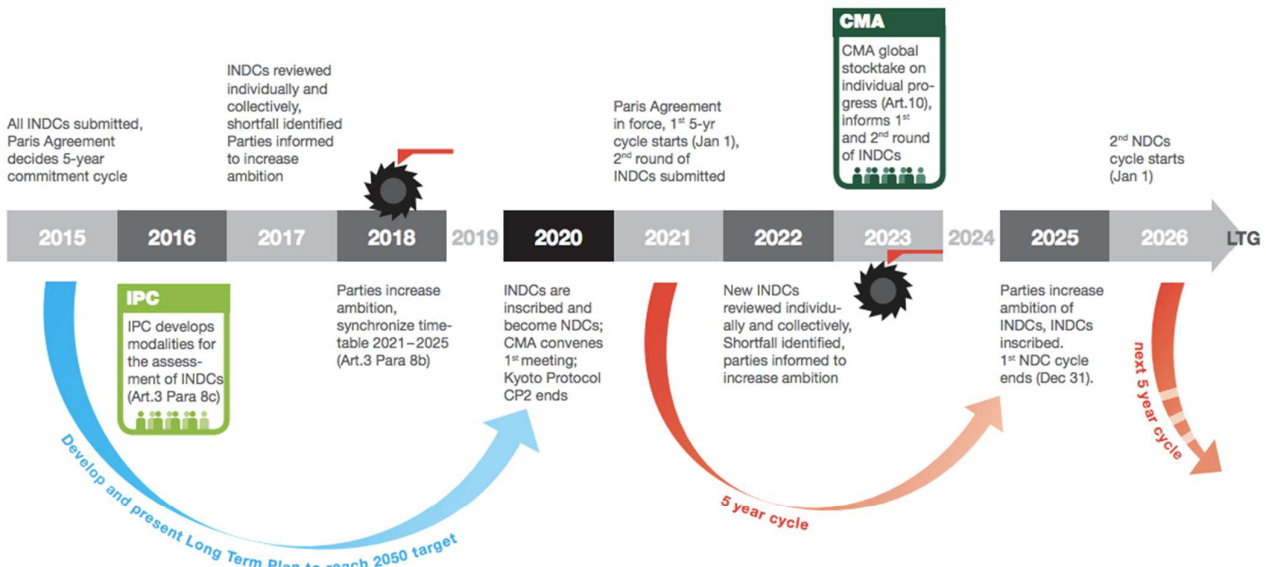 All INDCs submitted,
Paris Agreement
decides 5-year
commitment cycle
INDCs reviewed
individually and
collectively,
shortfall identified
Parties informed
to increase
ambition
Paris Agreement
in force, 1st 5-yr
cycle starts (Jan 1),
2nd round of
INDCs submitted
CMA
CMA global
stocktake on
individual pro-
gress (Art.10),
informs 1st
and 2nd round
of INDCs
2nd NDCs
cycle starts
(Jan 1)
2015 2016 2017 2018 2019 2020 2021 2022 2023 2024 2025 2026 LTG
IPC
IPC develops
modalities for
the assess-
ment of INDCs
(Art.3 Para 8c)
Parties increase
ambition,
synchronize time-
table 2021–2025
(Art.3 Para 8b)
INDCs are
inscribed and
become NDCs;
CMA convenes
1st meeting;
Kyoto Protocol
CP2 ends
New INDCs
reviewed individu-
ally and collectively,
Shortfall identified,
parties informed to
increase ambition
Parties increase
ambition of
INDCs, INDCs
inscribed.
1st NDC cycle
ends (Dec 31).
Develop and present Long Term Plan to reach 2050 target
5 year cycle
next 5 year cycle